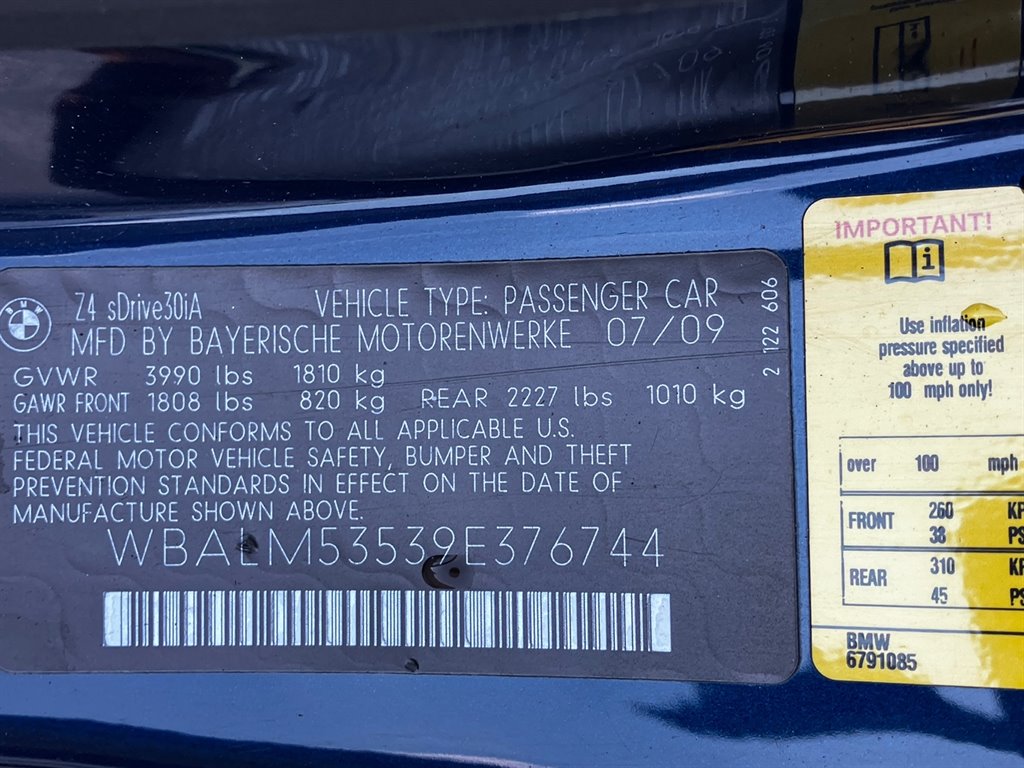 Z4 sDrive30iA VEHICLE TYPE: PASSENGER CAR
MFD BY BAYERISCHE MOTORENWERKE 07/09
GVWR 3990 lbs 1810 kg
GAWR FRONT 1808 lbs 820 kg REAR 2227 lbs 1010 kg
THIS VEHICLE CONFORMS TO ALL APPLICABLE U.S.
FEDERAL MOTOR VEHICLE SAFETY, BUMPER AND THEFT
PREVENTION STANDARDS IN EFFECT ON THE DATE OF
MANUFACTURE SHOWN ABOVE.
WBALM53539E376744
2 122 606
IMPORTANT!
i
Use inflation
pressure specified
above up to
100 mph only!
over 100 mph
FRONT 260 KP
38 PS
REAR 310 KP
45 PS
BMW
6791085